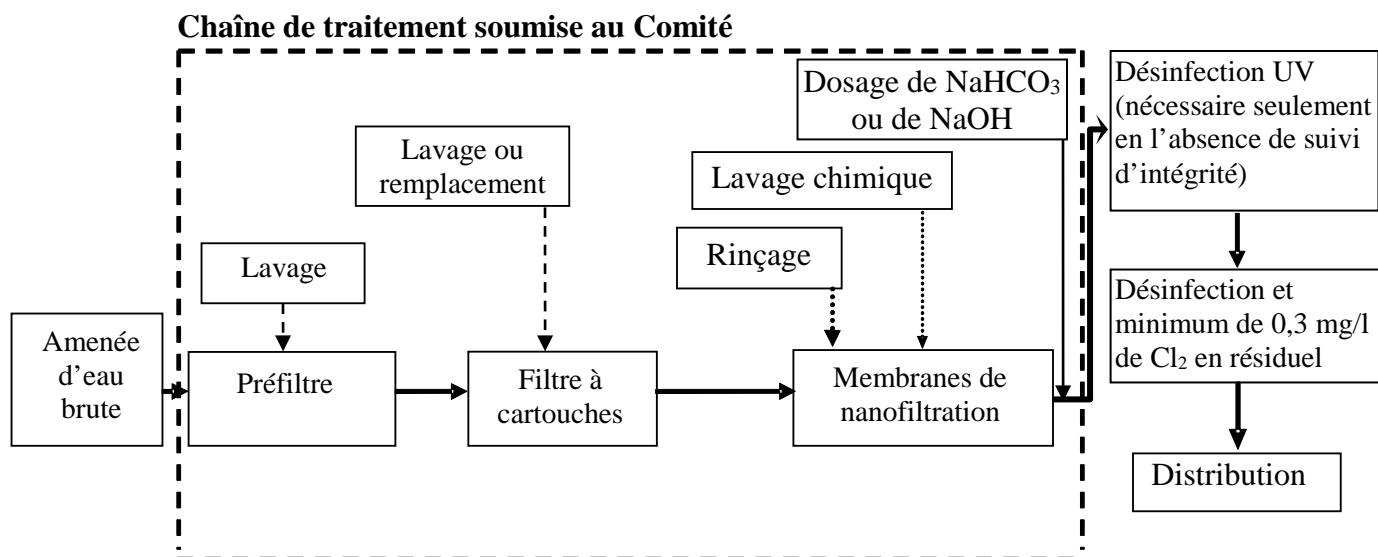 Chaîne de traitement soumise au Comité
Dosage de NaHCO₃
ou de NaOH
Désinfection UV
(nécessaire seulement
en l’absence de suivi
d’intégrité)
Lavage ou
remplacement
Lavage chimique
Rinçage
Lavage
Désinfection et
minimum de 0,3 mg/l
de Cl₂ en résiduel
Amenée
d’eau
brute
Préfiltre
Filtre à
cartouches
Membranes de
nanofiltration
Distribution